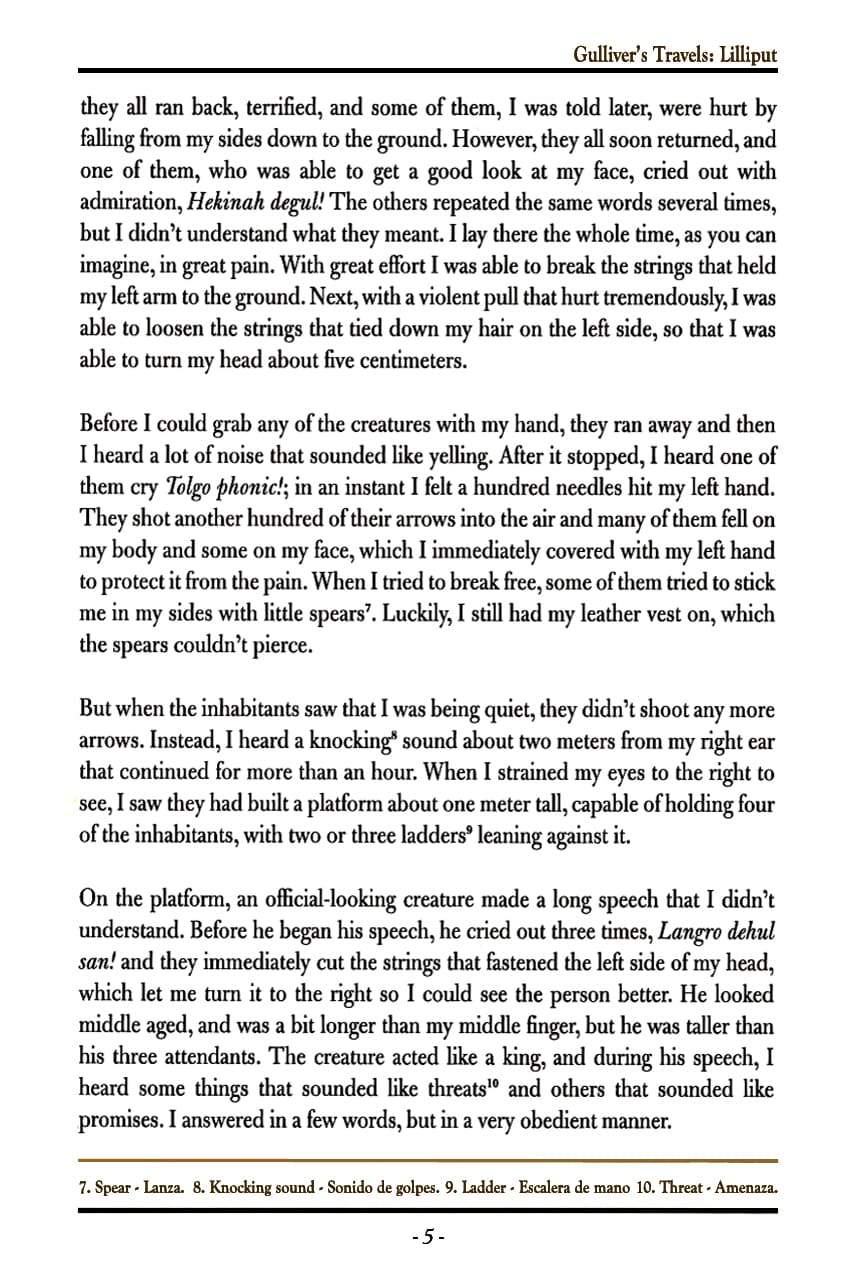 Gulliver's Travels: Lilliput
they all ran back, terrified, and some of them, I was told later, were hurt by
falling from my sides down to the ground. However, they all soon returned, and
one of them, who was able to get a good look at my face, cried out with
admiration, Hekinah degul! The others repeated the same words several times,
but I didn't understand what they meant. I lay there the whole time, as you can
imagine, in great pain. With great effort I was able to break the strings that held
my left arm to the ground. Next, with a violent pull that hurt tremendously, I was
able to loosen the strings that tied down my hair on the left side, so that I was
able to turn my head about five centimeters.
Before I could grab any of the creatures with my hand, they ran away and then
I heard a lot of noise that sounded like yelling. After it stopped, I heard one of
them cry Tolgo phonic!; in an instant I felt a hundred needles hit my left hand.
They shot another hundred of their arrows into the air and many of them fell on
my body and some on my face, which I immediately covered with my left hand
to protect it from the pain. When I tried to break free, some of them tried to stick
me in my sides with little spears⁷. Luckily, I still had my leather vest on, which
the spears couldn't pierce.
But when the inhabitants saw that I was being quiet, they didn't shoot any more
arrows. Instead, I heard a knocking⁸ sound about two meters from my right ear
that continued for more than an hour. When I strained my eyes to the right to
see, I saw they had built a platform about one meter tall, capable of holding four
of the inhabitants, with two or three ladders⁹ leaning against it.
On the platform, an official-looking creature made a long speech that I didn't
understand. Before he began his speech, he cried out three times, Langro dehul
san! and they immediately cut the strings that fastened the left side of my head,
which let me turn it to the right so I could see the person better. He looked
middle aged, and was a bit longer than my middle finger, but he was taller than
his three attendants. The creature acted like a king, and during his speech, I
heard some things that sounded like threats¹⁰ and others that sounded like
promises. I answered in a few words, but in a very obedient manner.
7. Spear - Lanza. 8. Knocking sound - Sonido de golpes. 9. Ladder - Escalera de mano 10. Threat - Amenaza.
- 5 -